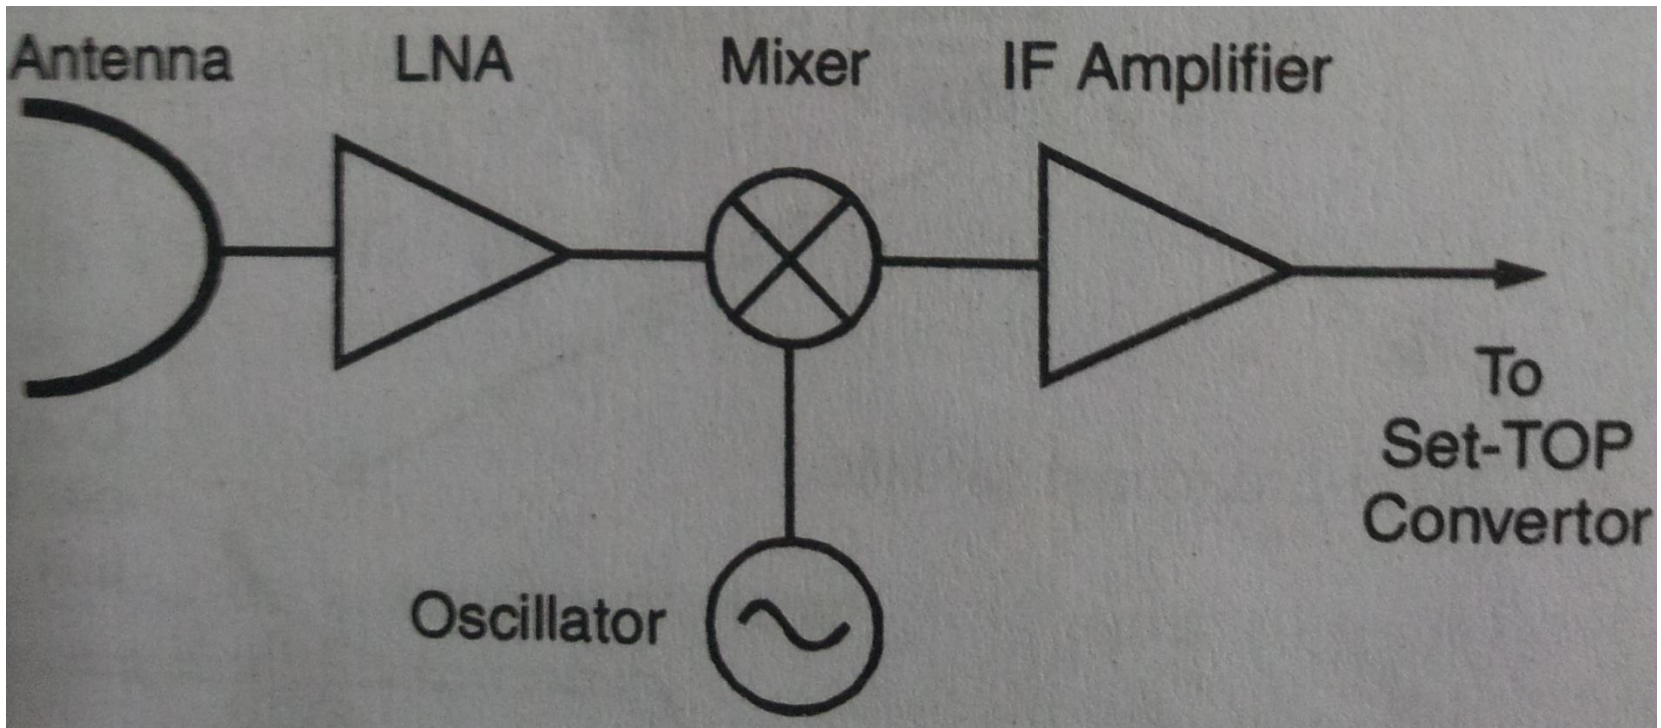 Antenna
LNA
Mixer
IF Amplifier
To
Set-TOP
Convertor
Oscillator